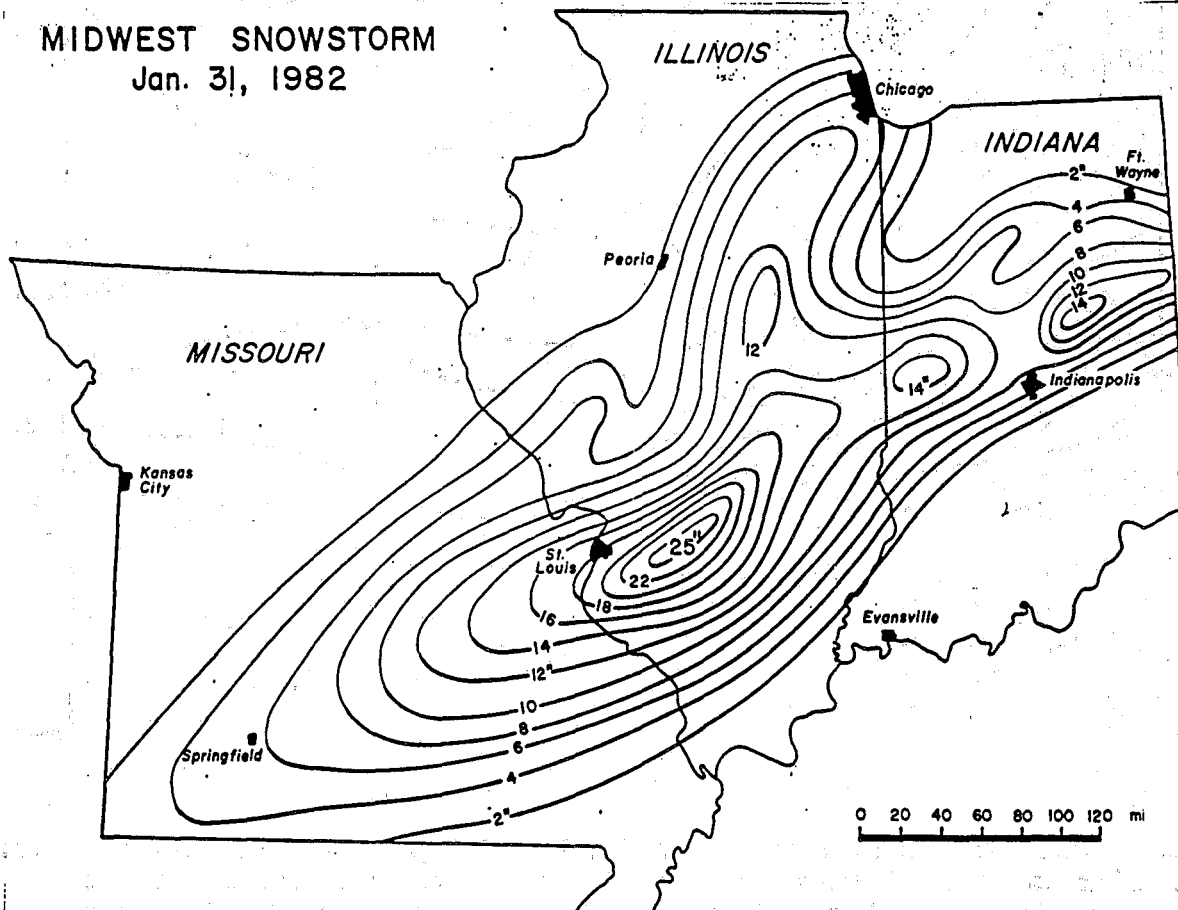 MIDWEST SNOWSTORM
Jan. 31, 1982
ILLINOIS
Chicago
INDIANA
Ft.
Wayne
2"
4
6
8
10
12
14
Peoria
MISSOURI
12
14"
Indianapolis
Kansas
City
St.
Louis
25"
22
18
16
14
12"
10
8
6
4
2"
Evansville
Springfield
0 20 40 60 80 100 120 mi